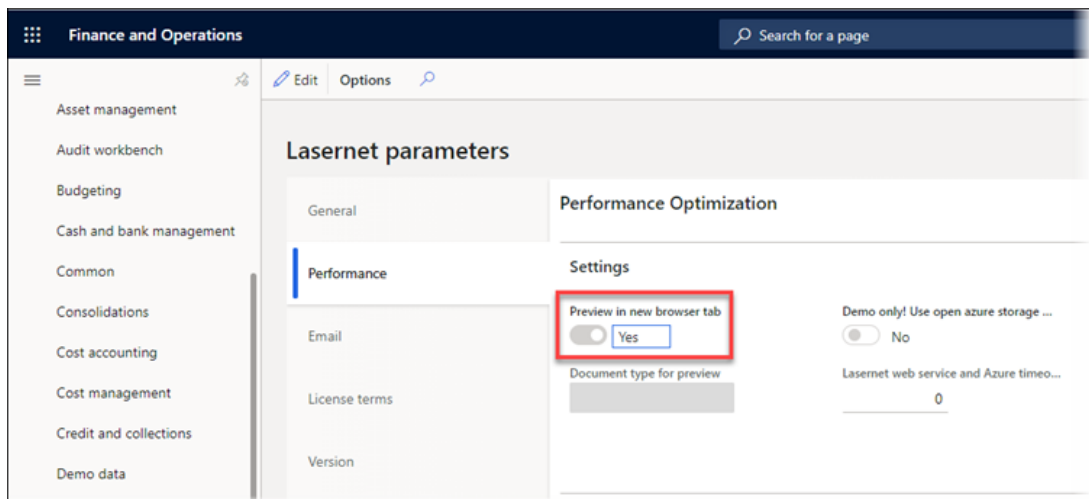 Finance and Operations
Search for a page
Edit
Options
Asset management
Audit workbench
Budgeting
Cash and bank management
Common
Consolidations
Cost accounting
Cost management
Credit and collections
Demo data
Lasernet parameters
General
Performance
Email
License terms
Version
Performance Optimization
Settings
Preview in new browser tab
Yes
Demo only! Use open azure storage ...
No
Document type for preview
Lasernet web service and Azure timeo...
0